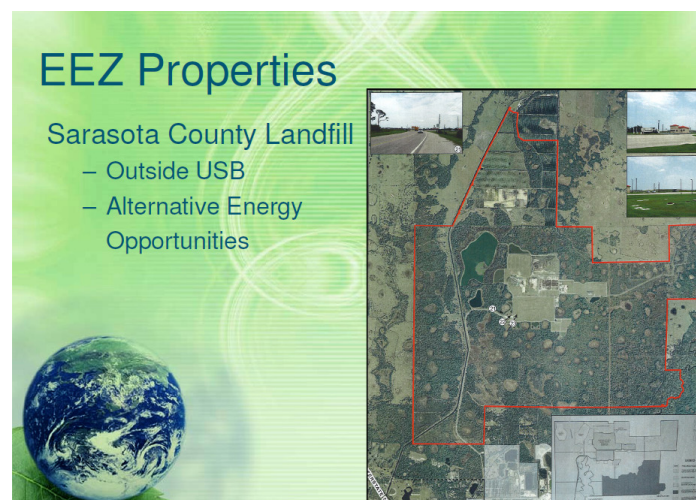 EEZ Properties
Sarasota County Landfill
– Outside USB
– Alternative Energy
Opportunities